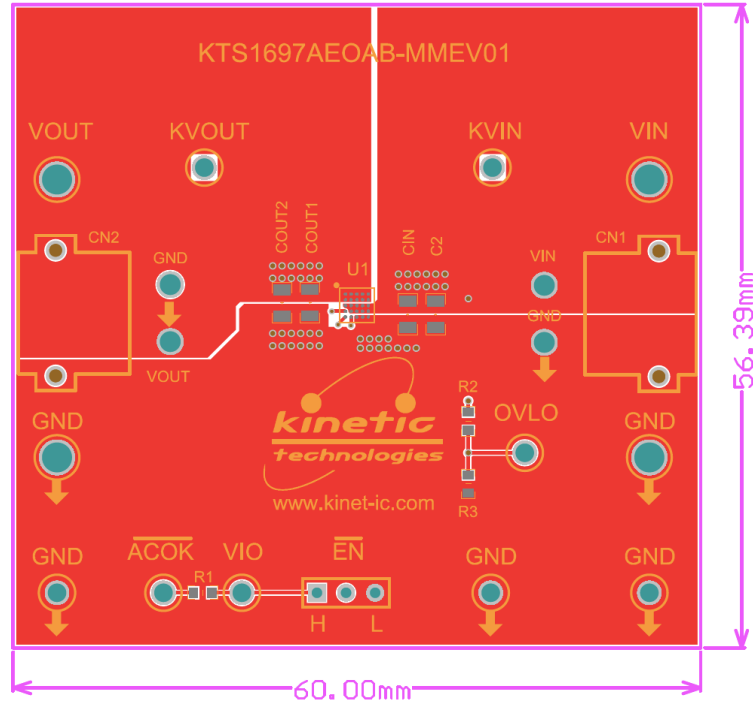 KTS1697AEOAB-MMEV01
VOUT
KVOUT
KVIN
VIN
COUT2
COUT1
CIN
C2
CN2
CN1
GND
U1
VIN
GND
VOUT
56.39mm
kinetic
technologies
www.kinet-ic.com
R2
OVLO
R3
GND
GND
ACOK
VIO
EN
R1
GND
GND
GND
H
L
60.00mm